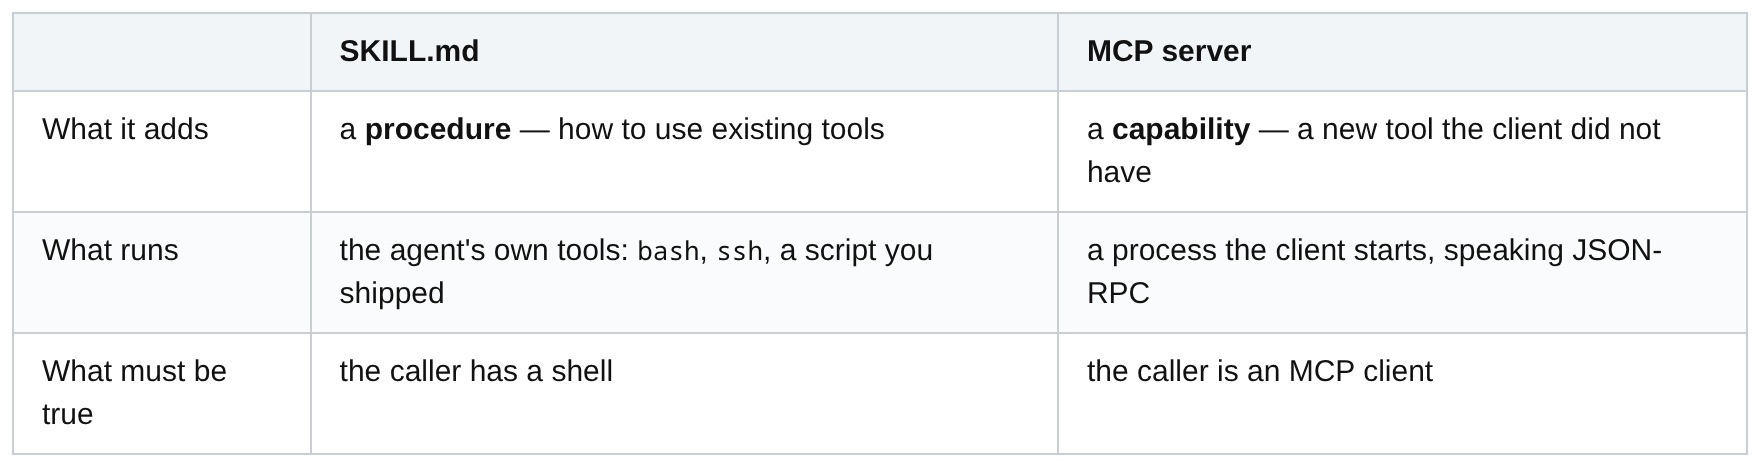 SKILL.md
MCP server
What it adds
a procedure — how to use existing tools
a capability — a new tool the client did not
have
What runs
the agent's own tools: bash, ssh, a script you
shipped
a process the client starts, speaking JSON-
RPC
What must be
true
the caller has a shell
the caller is an MCP client